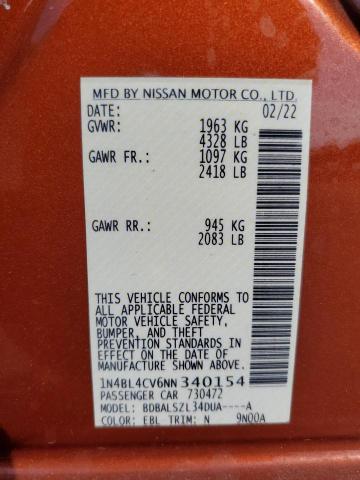 MFD BY NISSAN MOTOR CO., LTD.
DATE: 02/22
GVWR: 1963 KG
4328 LB
GAWR FR.: 1097 KG
2418 LB
GAWR RR.: 945 KG
2083 LB
THIS VEHICLE CONFORMS TO
ALL APPLICABLE FEDERAL
MOTOR VEHICLE SAFETY,
BUMPER, AND THEFT
PREVENTION STANDARDS IN
EFFECT ON THE DATE OF
MANUFACTURE SHOWN ABOVE.
1N4BL4CV6NN340154
PASSENGER CAR 730472
MODEL: BDBALSZL34DUA----A
COLOR: EBL TRIM: N 9N00A